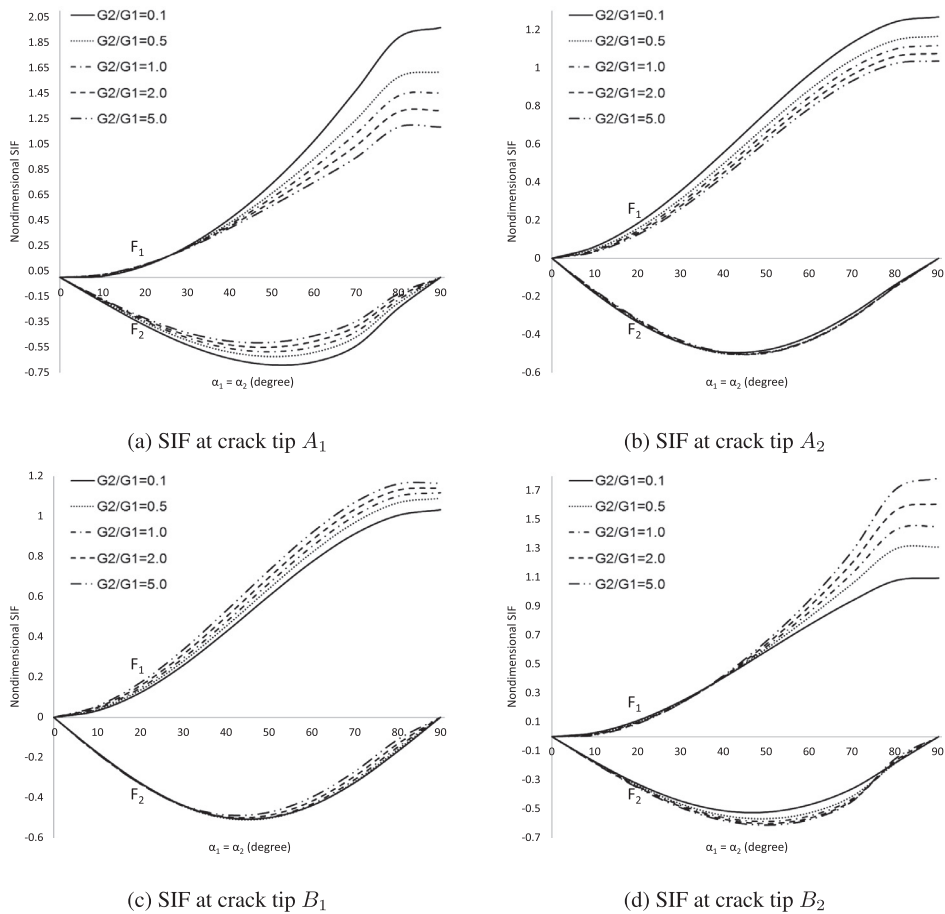 2.05
1.85
1.65
1.45
1.25
1.05
0.85
0.65
0.45
0.25
0.05
-0.15
-0.35
-0.55
-0.75
Nondimensional SIF
G2/G1=0.1
G2/G1=0.5
G2/G1=1.0
G2/G1=2.0
G2/G1=5.0
F1
F2
0 10 20 30 40 50 60 70 80 90
α1 = α2 (degree)
(a) SIF at crack tip A1
1.2
1
0.8
0.6
0.4
0.2
0
-0.2
-0.4
-0.6
Nondimensional SIF
G2/G1=0.1
G2/G1=0.5
G2/G1=1.0
G2/G1=2.0
G2/G1=5.0
F1
F2
0 10 20 30 40 50 60 70 80 90
α1 = α2 (degree)
(b) SIF at crack tip A2
1.2
1
0.8
0.6
0.4
0.2
0
-0.2
-0.4
-0.6
Nondimensional SIF
G2/G1=0.1
G2/G1=0.5
G2/G1=1.0
G2/G1=2.0
G2/G1=5.0
F1
F2
0 10 20 30 40 50 60 70 80 90
α1 = α2 (degree)
(c) SIF at crack tip B1
1.7
1.5
1.3
1.1
0.9
0.7
0.5
0.3
0.1
-0.1
-0.3
-0.5
-0.7
Nondimensional SIF
G2/G1=0.1
G2/G1=0.5
G2/G1=1.0
G2/G1=2.0
G2/G1=5.0
F1
F2
0 10 20 30 40 50 60 70 80 90
α1 = α2 (degree)
(d) SIF at crack tip B2